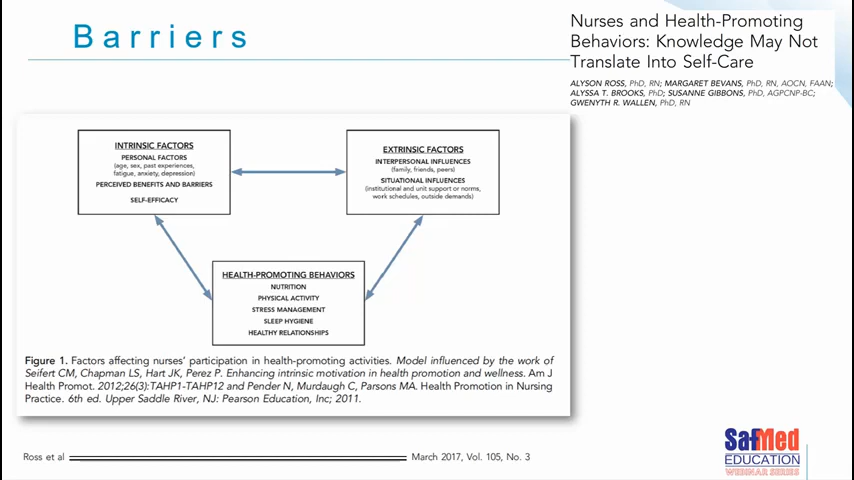 Barriers
Nurses and Health-Promoting
Behaviors: Knowledge May Not
Translate Into Self-Care
ALYSON ROSS, PhD, RN; MARGARET BEVANS, PhD, RN, AOCN, FAAN;
ALYSSA T. BROOKS, PhD; SUSANNE GIBBONS, PhD, AGPCNP-BC;
GWENYTH R. WALLEN, PhD, RN
INTRINSIC FACTORS
PERSONAL FACTORS
(age, sex, past experiences,
fatigue, anxiety, depression)
PERCEIVED BENEFITS AND BARRIERS
SELF-EFFICACY
EXTRINSIC FACTORS
INTERPERSONAL INFLUENCES
(family, friends, peers)
SITUATIONAL INFLUENCES
(institutional and unit support or norms,
work schedules, outside demands)
HEALTH-PROMOTING BEHAVIORS
NUTRITION
PHYSICAL ACTIVITY
STRESS MANAGEMENT
SLEEP HYGIENE
HEALTHY RELATIONSHIPS
Figure 1. Factors affecting nurses' participation in health-promoting activities. Model influenced by the work of
Seifert CM, Chapman LS, Hart JK, Perez P. Enhancing intrinsic motivation in health promotion and wellness. Am J
Health Promot. 2012;26(3):TAHP1-TAHP12 and Pender N, Murdaugh C, Parsons MA. Health Promotion in Nursing
Practice. 6th ed. Upper Saddle River, NJ: Pearson Education, Inc; 2011.
Ross et al March 2017, Vol. 105, No. 3
SafMed
EDUCATION
WEBINAR SERIES